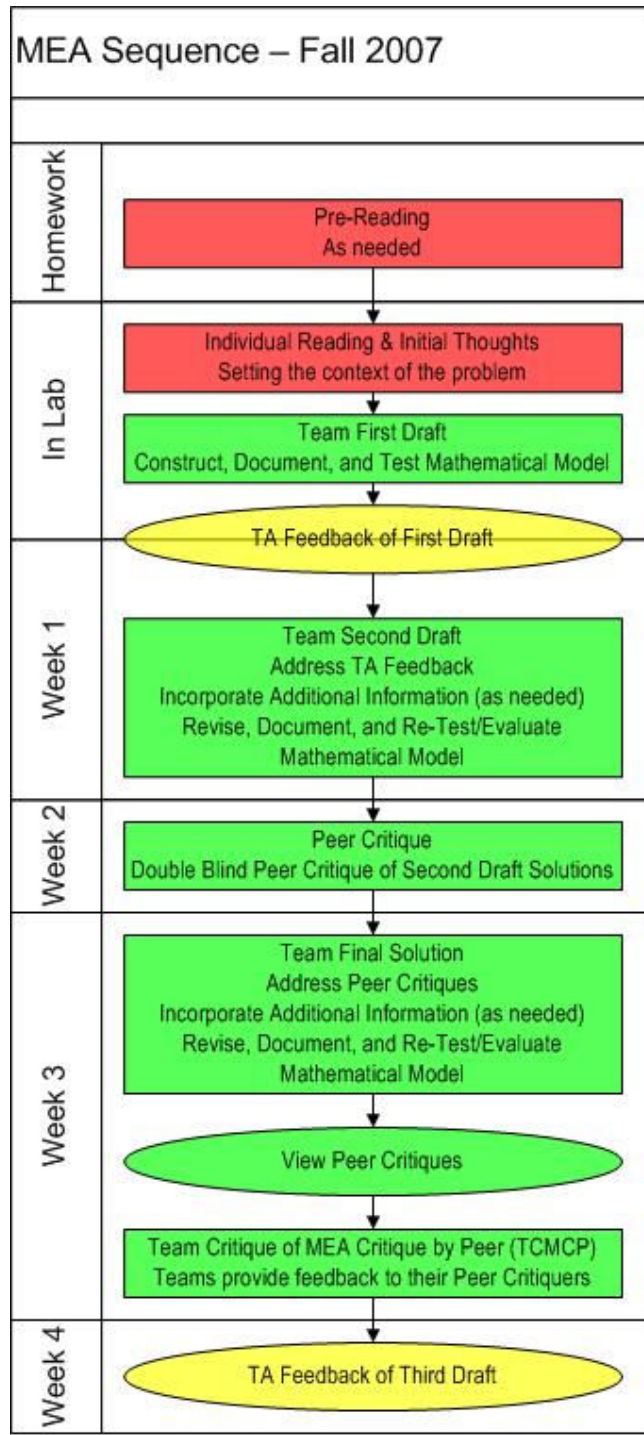 MEA Sequence – Fall 2007
Homework
Pre-Reading
As needed
In Lab
Individual Reading & Initial Thoughts
Setting the context of the problem
Team First Draft
Construct, Document, and Test Mathematical Model
TA Feedback of First Draft
Week 1
Team Second Draft
Address TA Feedback
Incorporate Additional Information (as needed)
Revise, Document, and Re-Test/Evaluate
Mathematical Model
Week 2
Peer Critique
Double Blind Peer Critique of Second Draft Solutions
Week 3
Team Final Solution
Address Peer Critiques
Incorporate Additional Information (as needed)
Revise, Document, and Re-Test/Evaluate
Mathematical Model
View Peer Critiques
Team Critique of MEA Critique by Peer (TCMCP)
Teams provide feedback to their Peer Critiquers
Week 4
TA Feedback of Third Draft